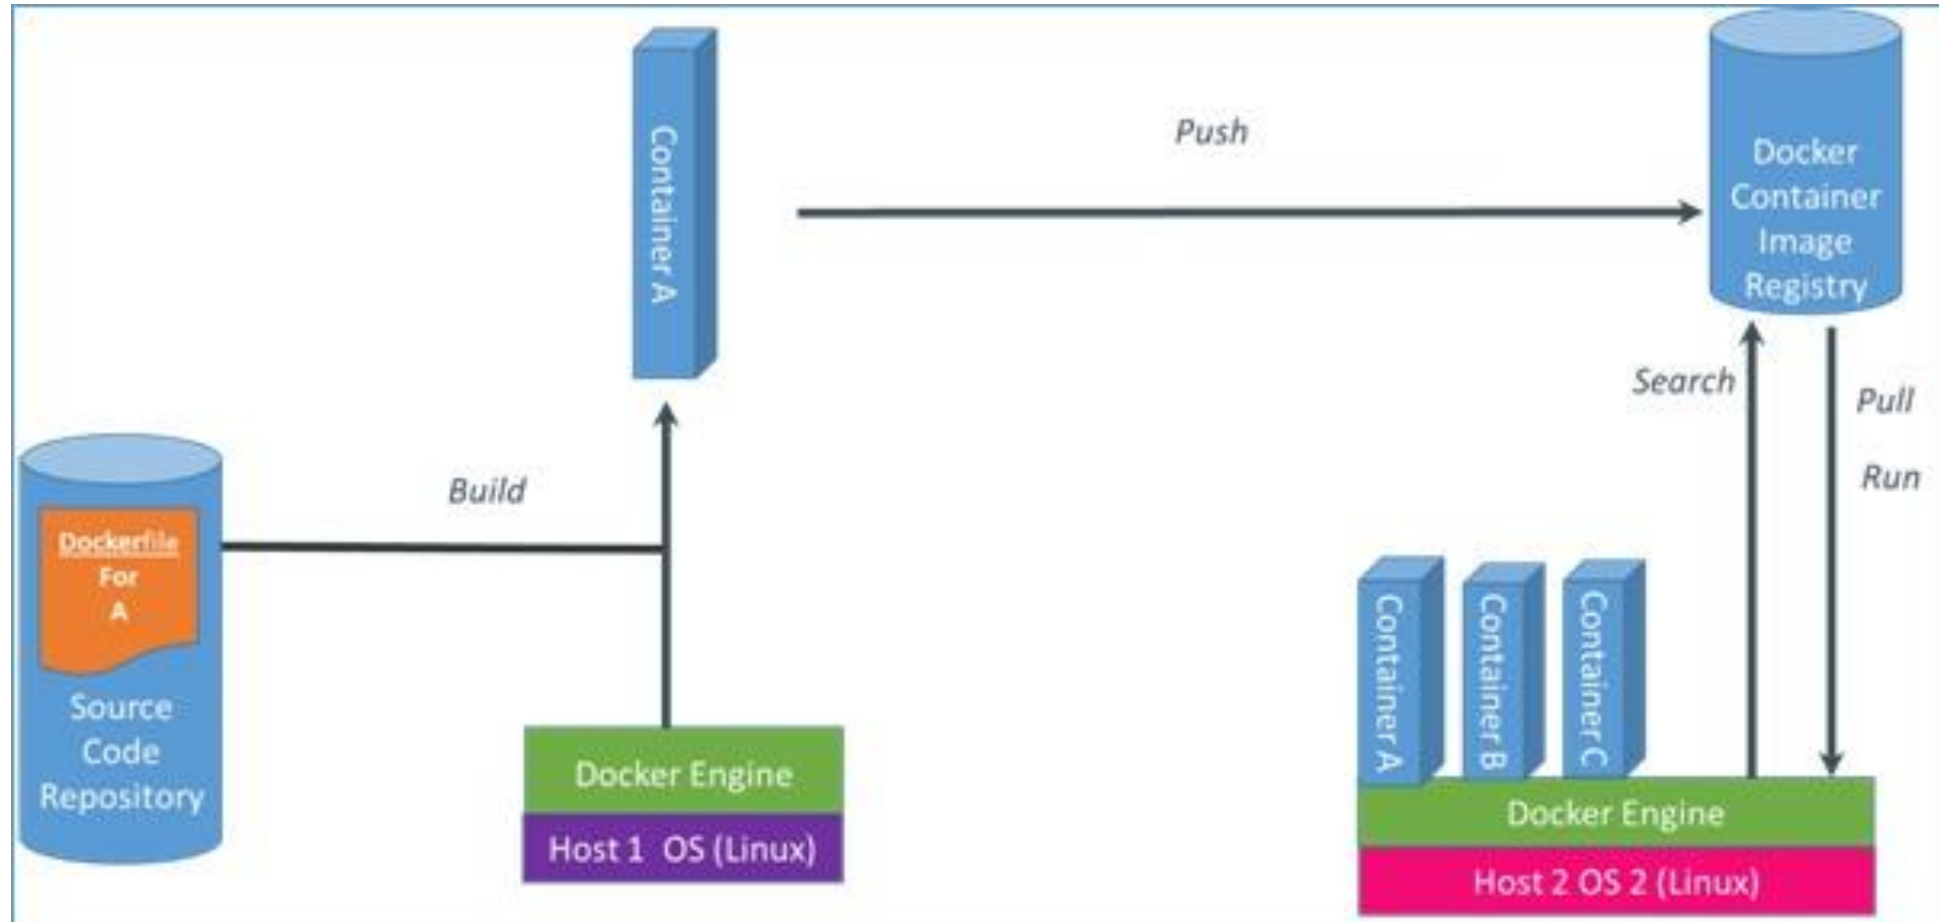 Container A
Push
Docker
Container
Image
Registry
Search
Pull
Run
Build
Dockerfile
For
A
Source
Code
Repository
Docker Engine
Host 1 OS (Linux)
Container A
Container B
Container C
Docker Engine
Host 2 OS 2 (Linux)